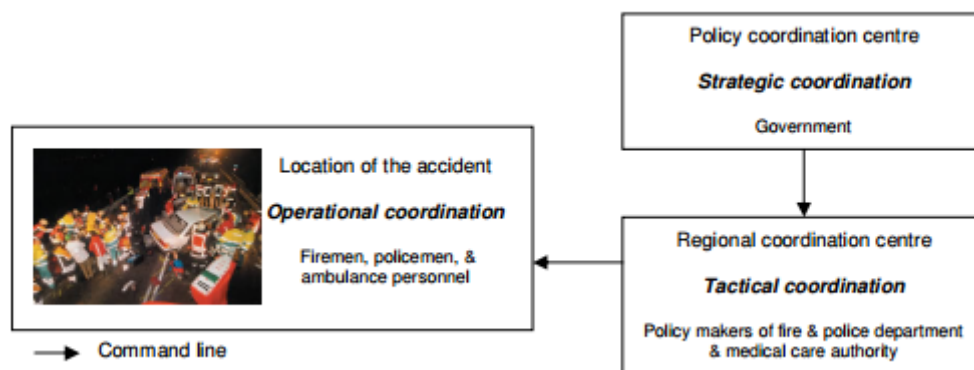 Policy coordination centre
Strategic coordination
Government
Location of the accident
Operational coordination
Firemen, policemen, &
ambulance personnel
Regional coordination centre
Tactical coordination
Policy makers of fire & police department
& medical care authority
Command line